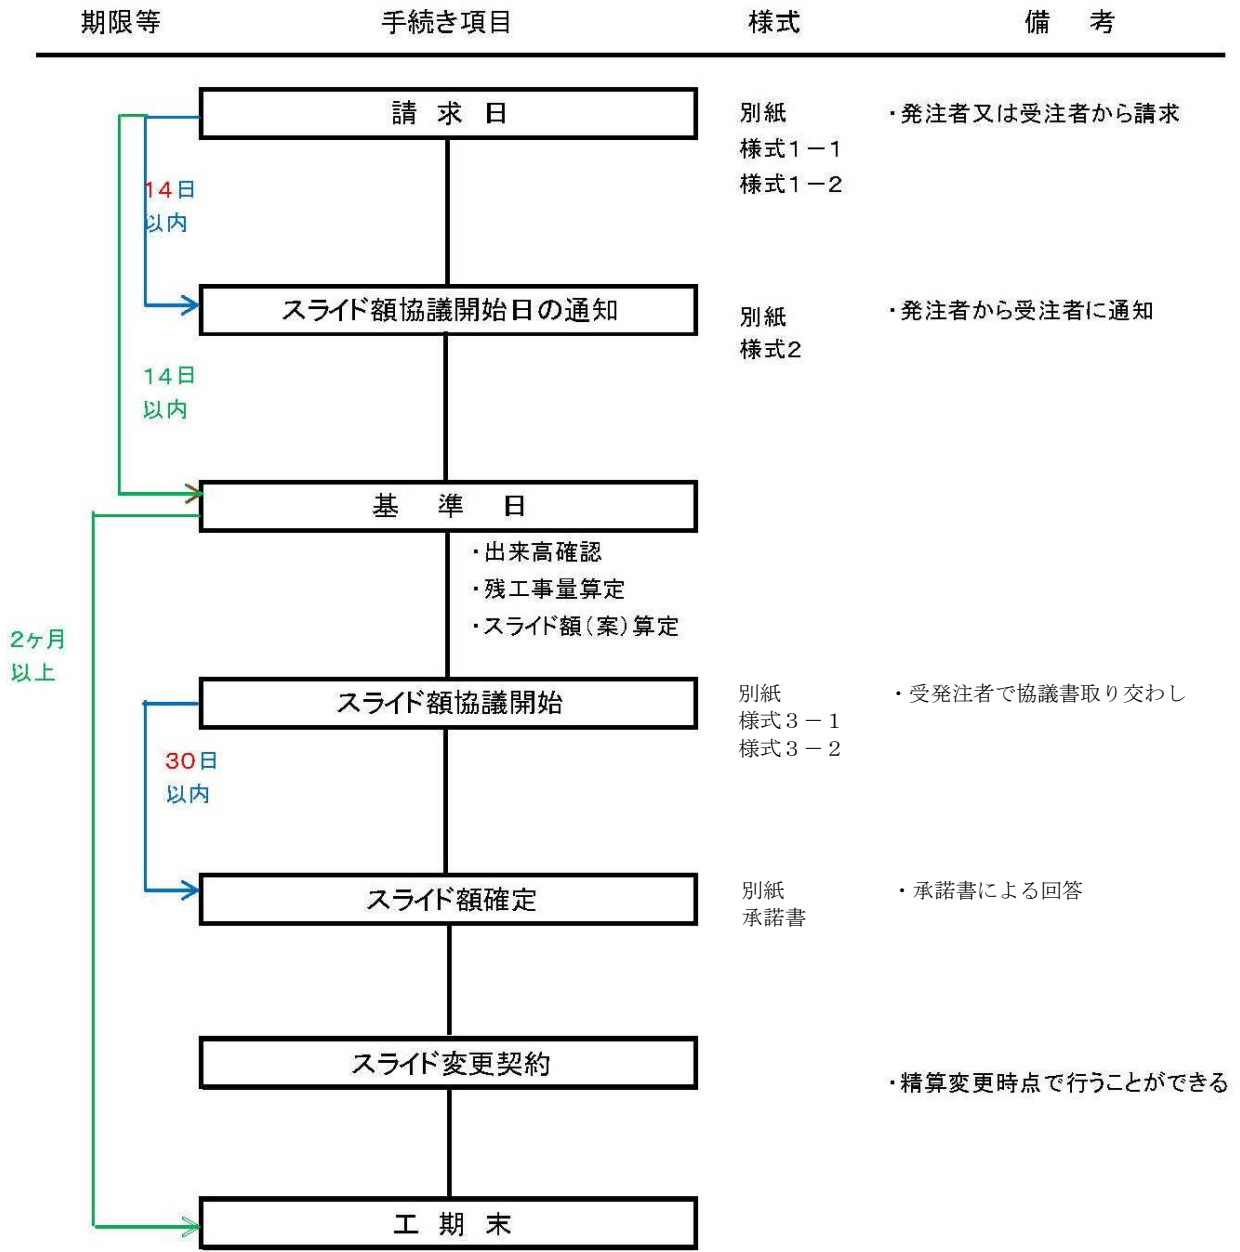 期限等 手続き項目 様式 備 考
請 求 日 別紙 ・発注者又は受注者から請求
様式1-1
様式1-2
14日
以内
スライド額協議開始日の通知 別紙 ・発注者から受注者に通知
様式2
14日
以内
基 準 日
・出来高確認
・残工事量算定
・スライド額(案)算定
2ヶ月
以上
スライド額協議開始 別紙 ・受発注者で協議書取り交わし
様式3-1
様式3-2
30日
以内
スライド額確定 別紙 ・承諾書による回答
承諾書
スライド変更契約
・精算変更時点で行うことができる
工 期 末